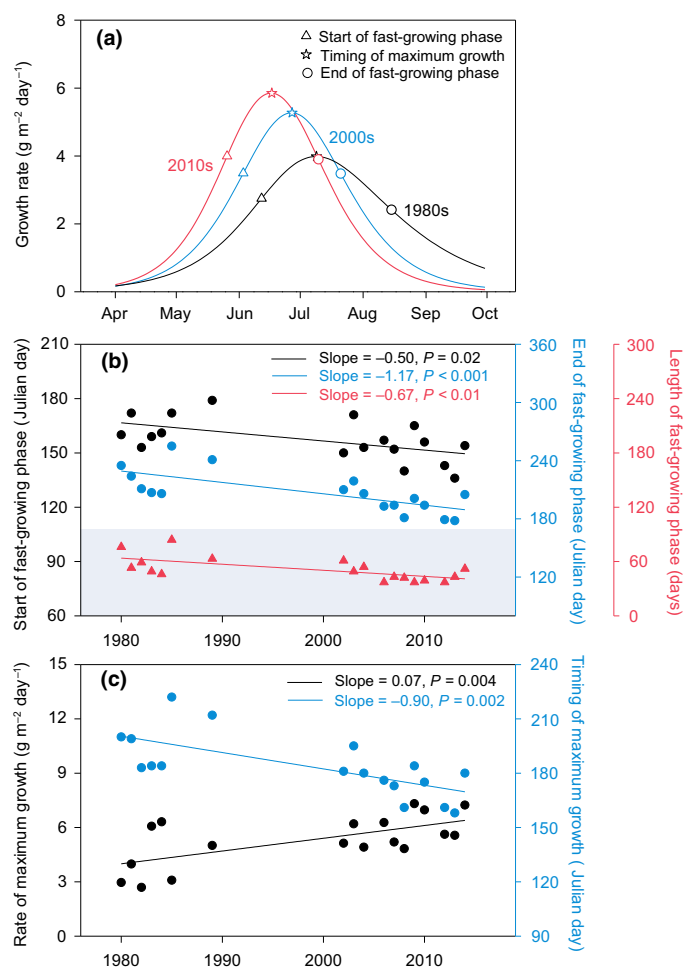 (a)
△ Start of fast-growing phase
☆ Timing of maximum growth
○ End of fast-growing phase
Growth rate (g m⁻² day⁻¹)
8
6
4
2
0
2010s
2000s
1980s
Apr May Jun Jul Aug Sep Oct
(b)
Slope = –0.50, P = 0.02
Slope = –1.17, P < 0.001
Slope = –0.67, P < 0.01
Start of fast-growing phase (Julian day)
210
180
150
120
90
60
End of fast-growing phase (Julian day)
360
300
240
180
120
Length of fast-growing phase (days)
300
240
180
120
60
0
1980 1990 2000 2010
(c)
Slope = 0.07, P = 0.004
Slope = –0.90, P = 0.002
Rate of maximum growth (g m⁻² day⁻¹)
15
12
9
6
3
0
Timing of maximum growth ( Julian day)
240
210
180
150
120
90
1980 1990 2000 2010